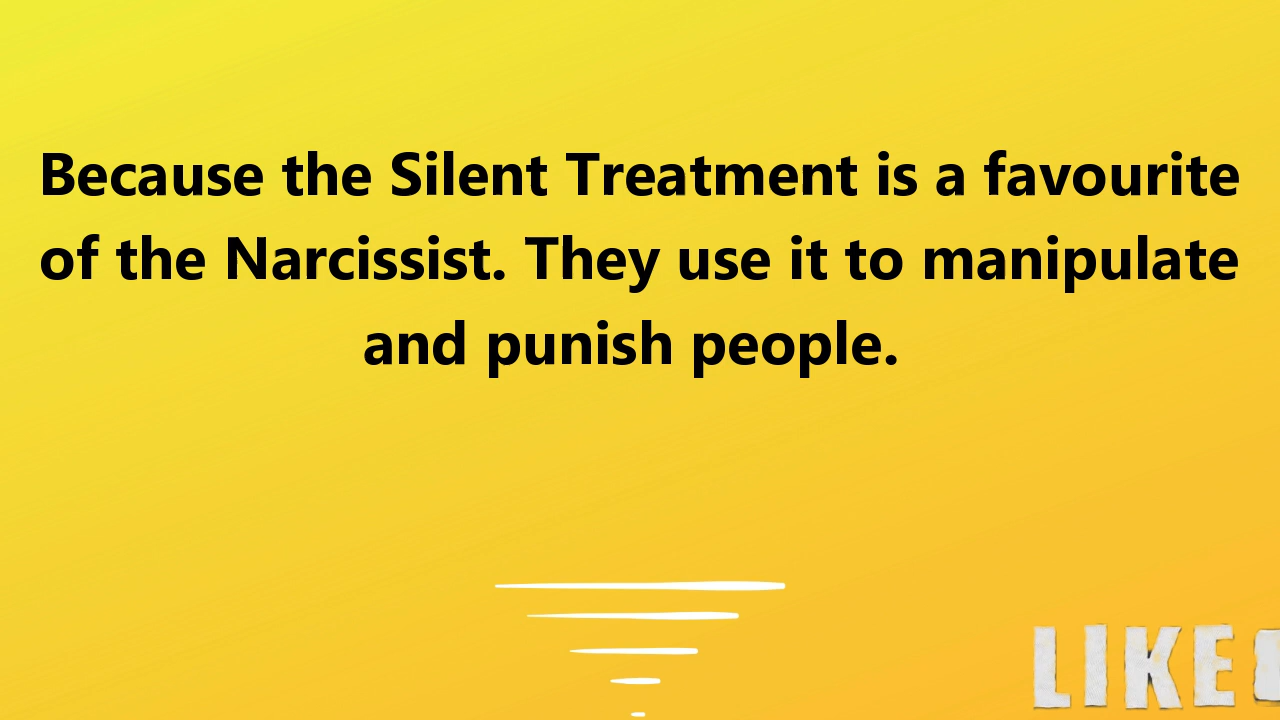 Because the Silent Treatment is a favourite
of the Narcissist. They use it to manipulate
and punish people.
LIKE